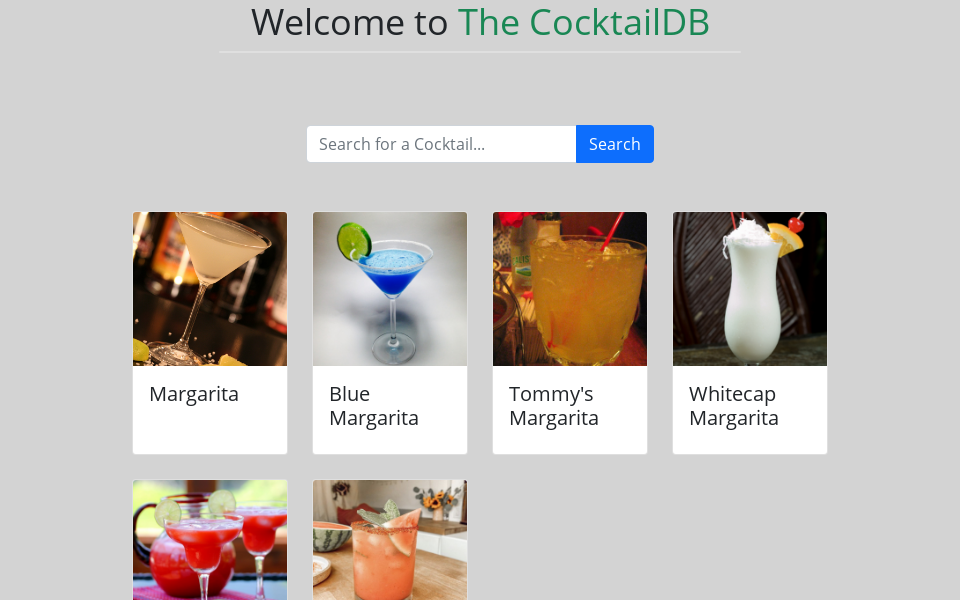 Welcome to The CocktailDB
Search for a Cocktail...
Search
Margarita
Blue
Margarita
Tommy's
Margarita
Whitecap
Margarita